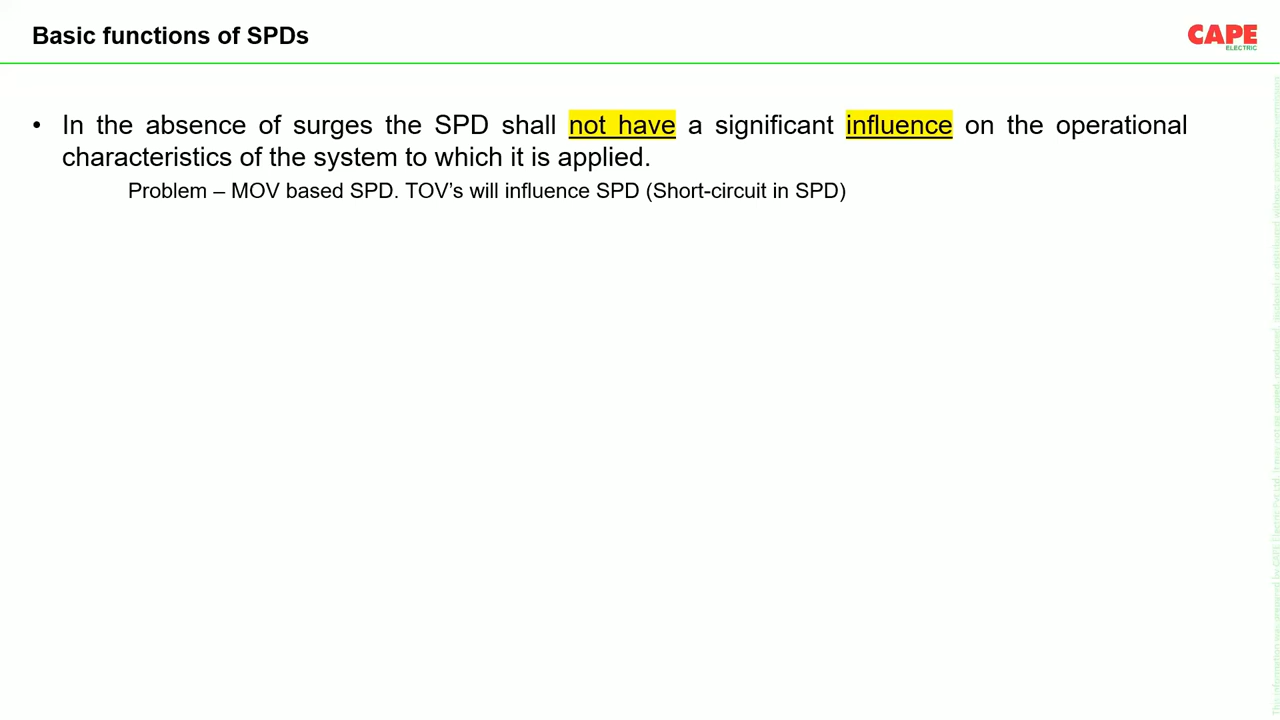 Basic functions of SPDs
CAPE
ELECTRIC
• In the absence of surges the SPD shall not have a significant influence on the operational
characteristics of the system to which it is applied.
Problem – MOV based SPD. TOV's will influence SPD (Short-circuit in SPD)